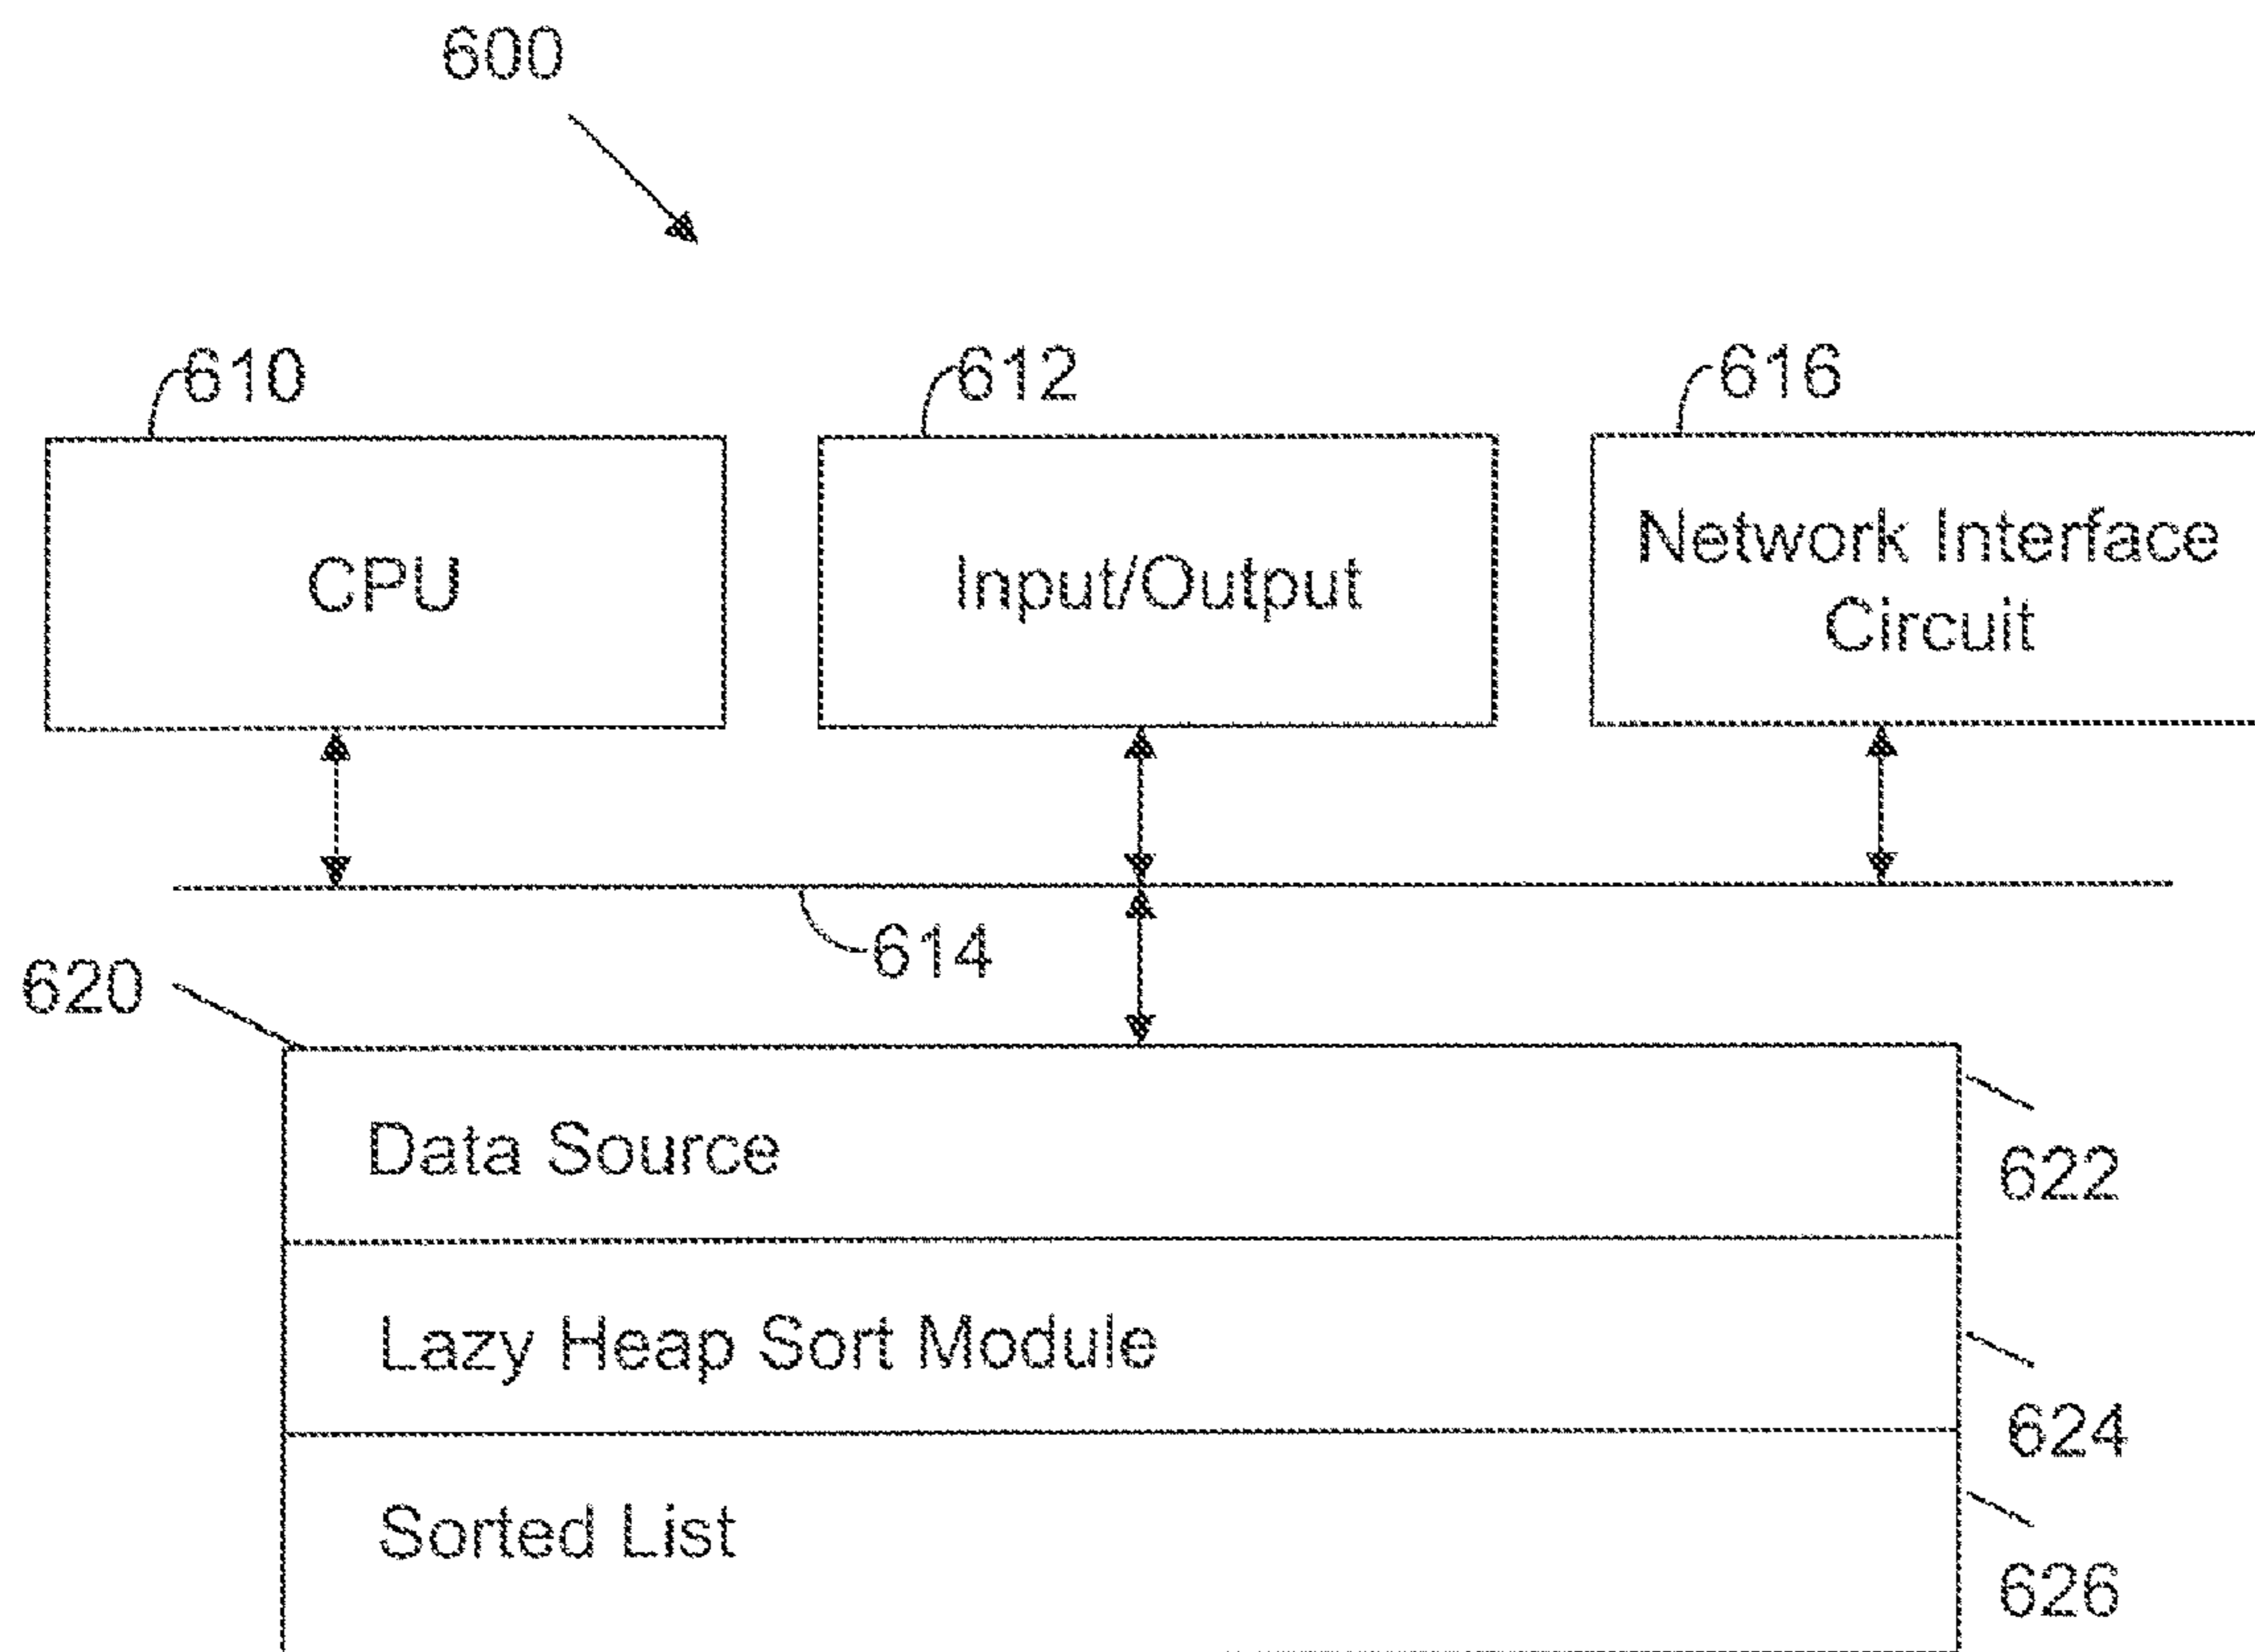 600
610
612
616
CPU
Input/Output
Network Interface
Circuit
614
620
Data Source
622
Lazy Heap Sort Module
624
Sorted List
626